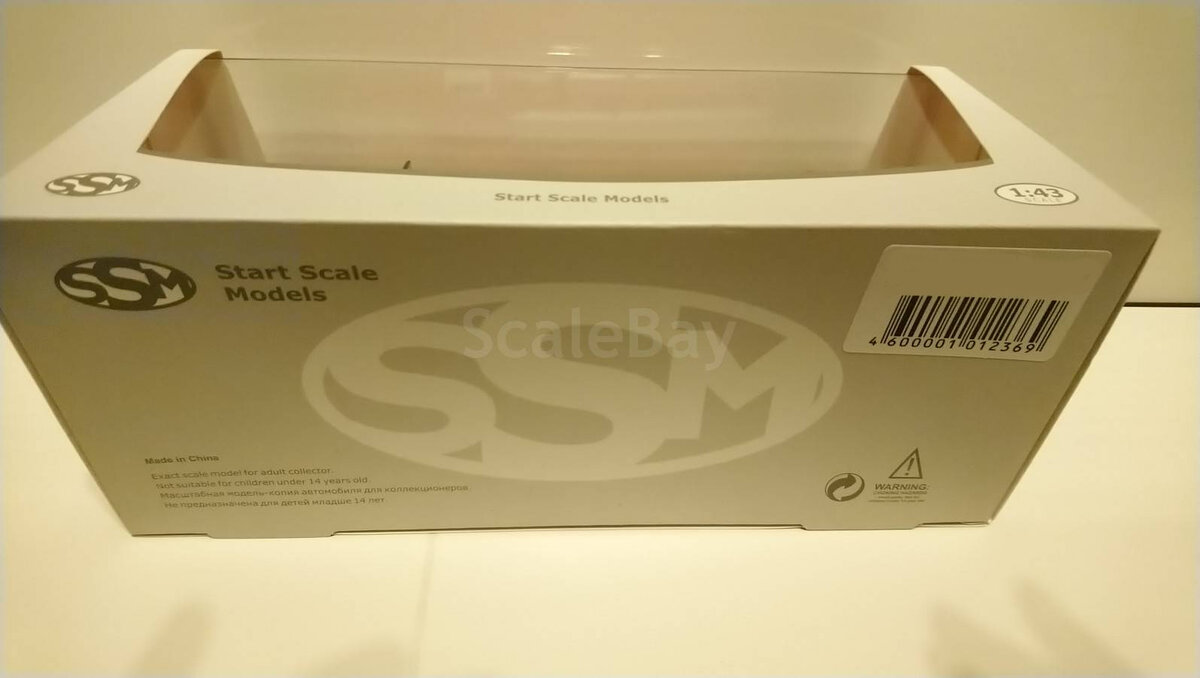 SSM
Start Scale Models
1:43
SCALE
SSM
Start Scale
Models
4 600001 012369
ScaleBay
SSM
Made in China
Exact scale model for adult collector.
Not suitable for children under 14 years old.
Масштабная модель-копия автомобиля для коллекционеров
Не предназначена для детей младше 14 лет.
WARNING:
CHOKING HAZARDS